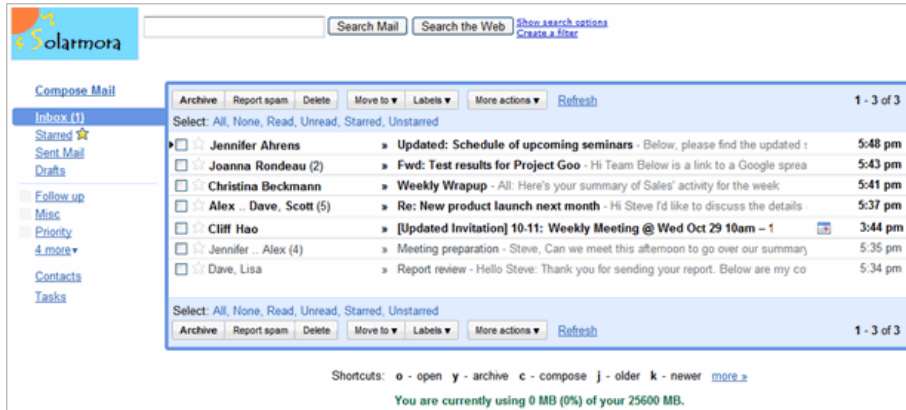 Solarmora
Search Mail Search the Web Show search options
Create a filter
Compose Mail
Inbox (1)
Starred
Sent Mail
Drafts
Follow up
Misc
Priority
4 more▾
Contacts
Tasks
Archive Report spam Delete Move to ▾ Labels ▾ More actions ▾ Refresh 1 - 3 of 3
Select: All, None, Read, Unread, Starred, Unstarred
Jennifer Ahrens » Updated: Schedule of upcoming seminars - Below, please find the updated 5:48 pm
Joanna Rondeau (2) » Fwd: Test results for Project Goo - Hi Team Below is a link to a Google sprea 5:43 pm
Christina Beckmann » Weekly Wrapup - All: Here's your summary of Sales' activity for the week 5:41 pm
Alex .. Dave, Scott (5) » Re: New product launch next month - Hi Steve I'd like to discuss the details 5:37 pm
Cliff Hao » [Updated Invitation] 10-11: Weekly Meeting @ Wed Oct 29 10am – 1 3:44 pm
Jennifer .. Alex (4) » Meeting preparation - Steve, Can we meet this afternoon to go over our summary 5:35 pm
Dave, Lisa » Report review - Hello Steve: Thank you for sending your report. Below are my co 5:34 pm
Select: All, None, Read, Unread, Starred, Unstarred
Archive Report spam Delete Move to ▾ Labels ▾ More actions ▾ Refresh 1 - 3 of 3
Shortcuts: o - open y - archive c - compose j - older k - newer more »
You are currently using 0 MB (0%) of your 25600 MB.